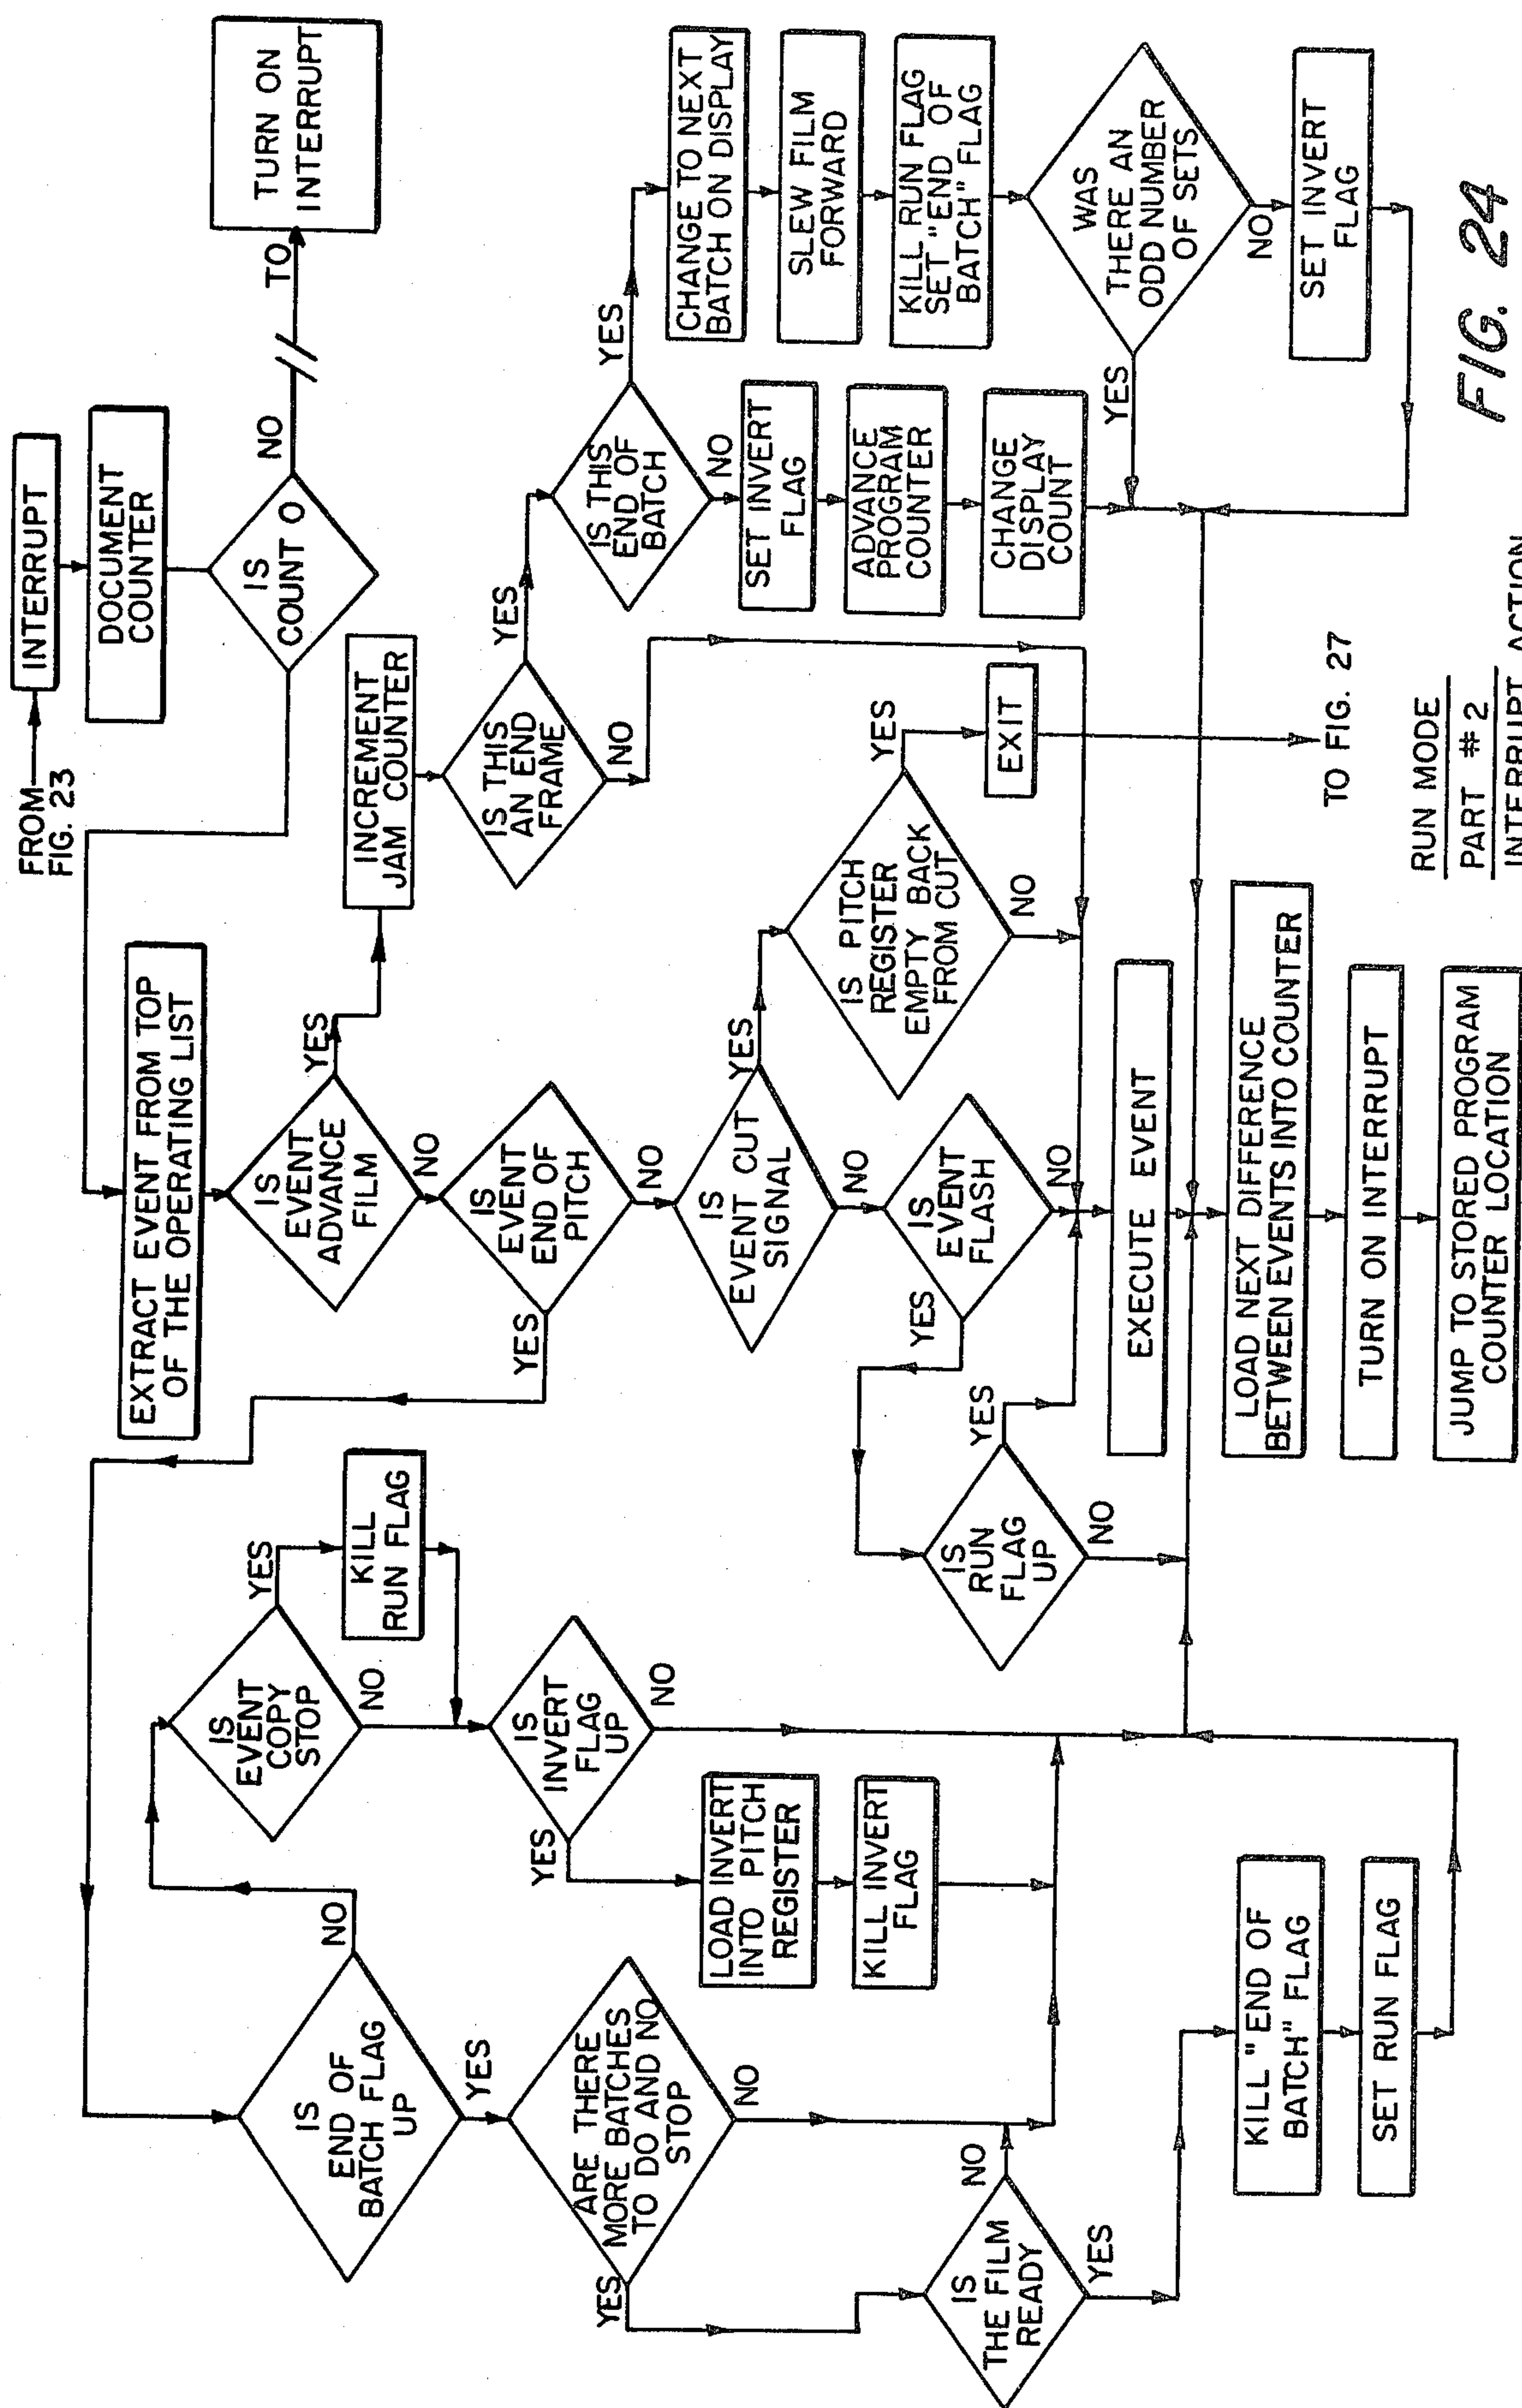 FROM
FIG. 23
INTERRUPT
DOCUMENT
COUNTER
IS
COUNT 0
NO
TO
TURN ON
INTERRUPT
EXTRACT EVENT FROM TOP
OF THE OPERATING LIST
IS
EVENT
ADVANCE
FILM
YES
NO
INCREMENT
JAM COUNTER
IS THIS
AN END
FRAME
YES
NO
IS THIS
END OF
BATCH
YES
NO
CHANGE TO NEXT
BATCH ON DISPLAY
SLEW FILM
FORWARD
KILL RUN FLAG
SET "END OF
BATCH" FLAG
WAS
THERE AN
ODD NUMBER
OF SETS
YES
NO
SET INVERT
FLAG
SET INVERT
FLAG
ADVANCE
PROGRAM
COUNTER
CHANGE
DISPLAY
COUNT
IS
EVENT
END OF
PITCH
YES
NO
IS
EVENT CUT
SIGNAL
YES
NO
IS PITCH
REGISTER
EMPTY BACK
FROM CUT
YES
NO
EXIT
TO FIG. 27
IS
EVENT
FLASH
YES
NO
IS
RUN
FLAG
UP
YES
NO
EXECUTE EVENT
LOAD NEXT DIFFERENCE
BETWEEN EVENTS INTO COUNTER
TURN ON INTERRUPT
JUMP TO STORED PROGRAM
COUNTER LOCATION
IS
END OF
BATCH FLAG
UP
NO
YES
IS
EVENT
COPY
STOP
YES
NO
KILL
RUN FLAG
IS
INVERT
FLAG
UP
YES
NO
LOAD INVERT
INTO PITCH
REGISTER
KILL INVERT
FLAG
ARE THERE
MORE BATCHES
TO DO AND NO
STOP
YES
NO
IS
THE FILM
READY
NO
YES
KILL "END OF
BATCH" FLAG
SET RUN FLAG
RUN MODE
PART #2
INTERRUPT ACTION
FIG. 24